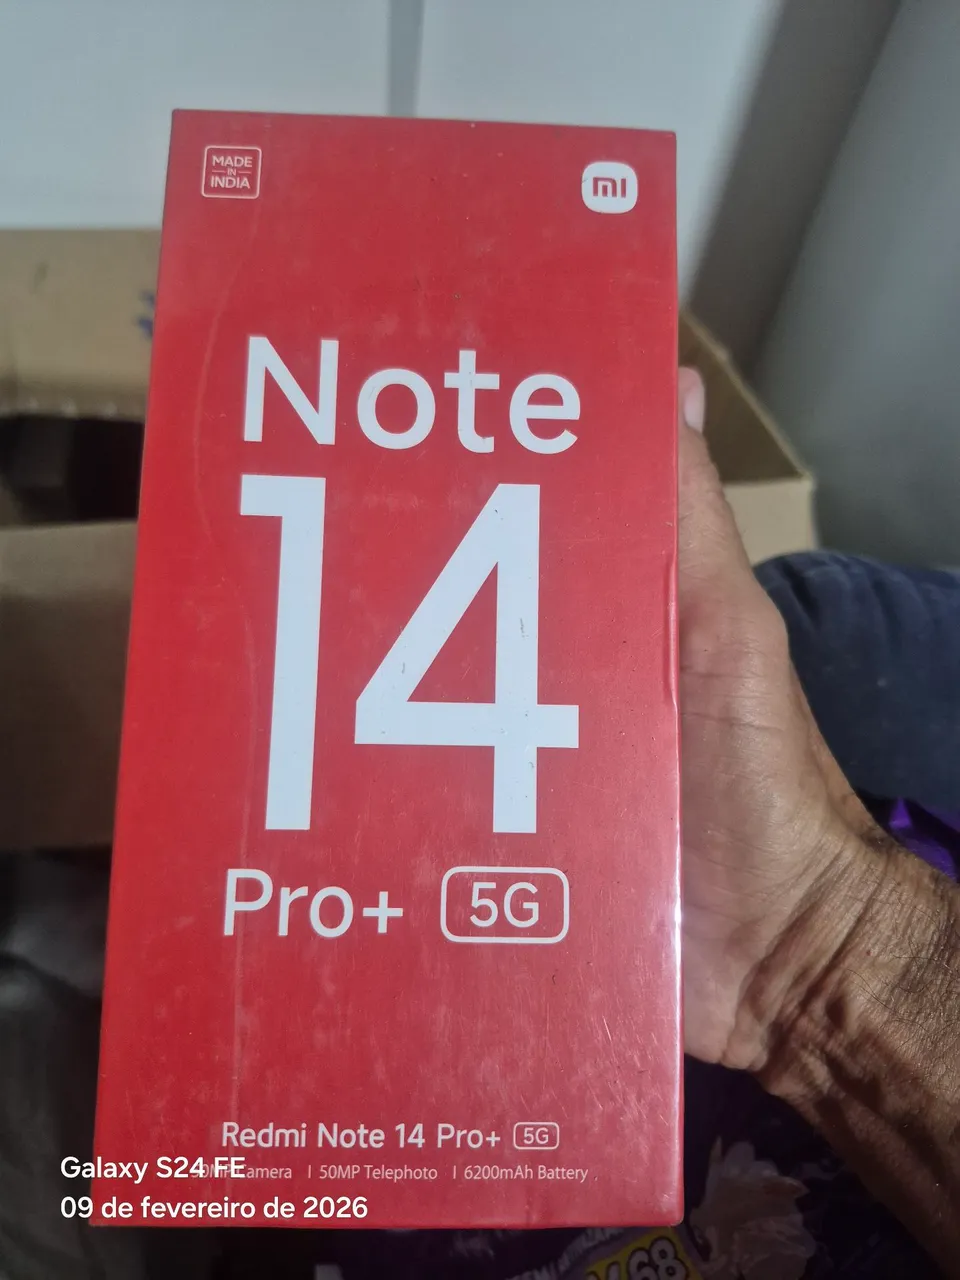 MADE
IN
INDIA
mi
Note
14
Pro+ 5G
Redmi Note 14 Pro+ 5G
Camera | 50MP Telephoto | 6200mAh Battery
Galaxy S24 FE
09 de fevereiro de 2026
68